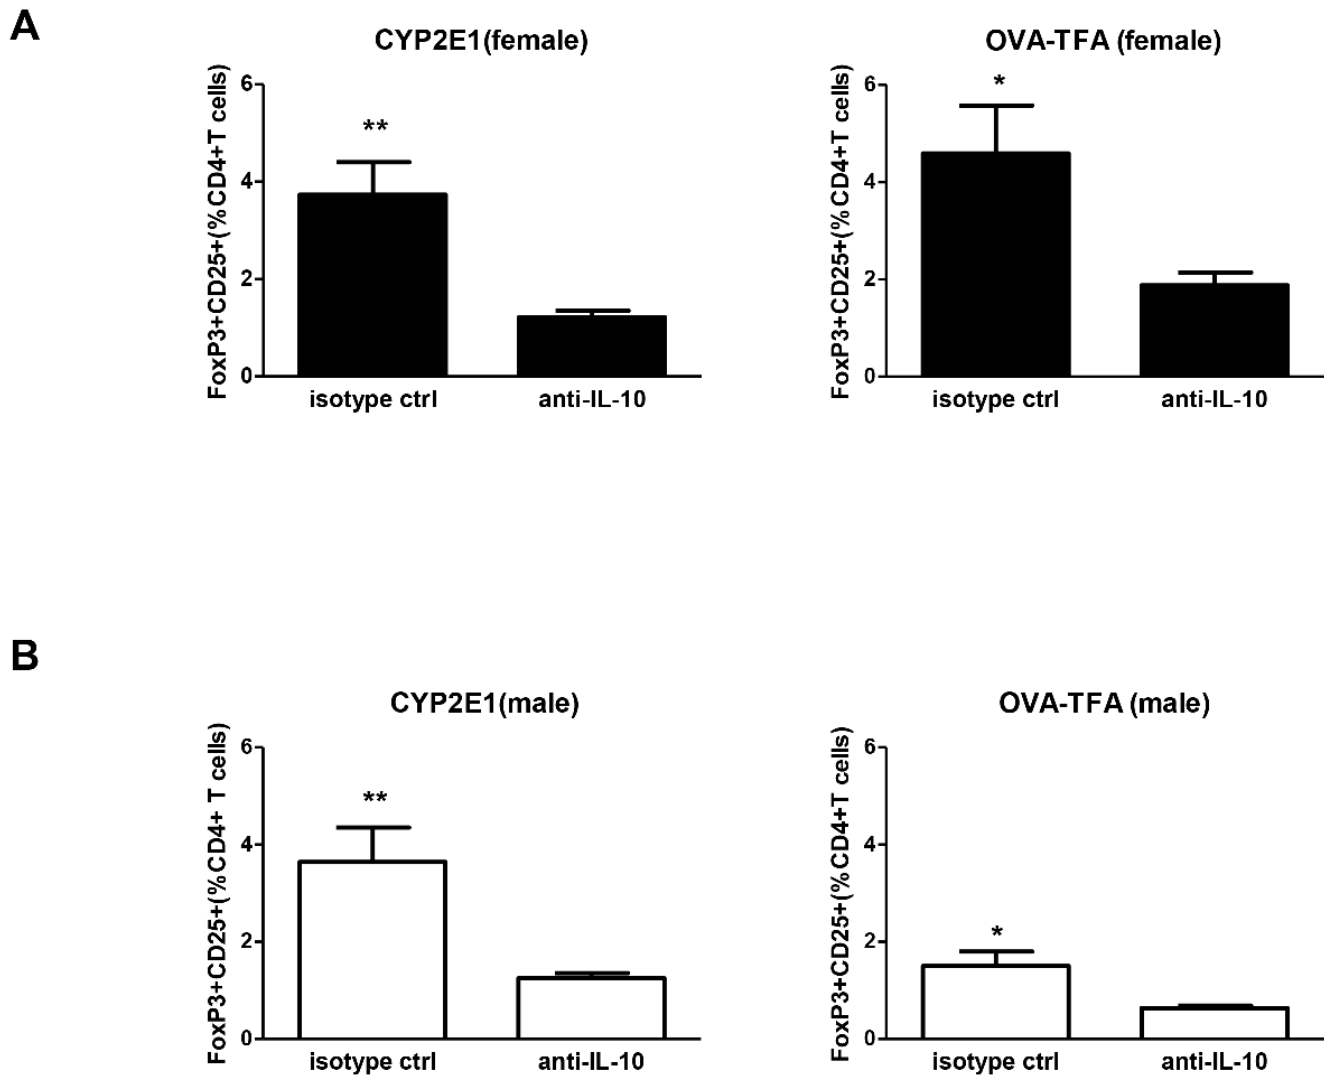 A
CYP2E1(female)
**
FoxP3+CD25+(%CD4+T cells)
6
4
2
0
isotype ctrl
anti-IL-10
OVA-TFA (female)
*
FoxP3+CD25+(%CD4+T cells)
6
4
2
0
isotype ctrl
anti-IL-10
B
CYP2E1(male)
**
FoxP3+CD25+(%CD4+ T cells)
6
4
2
0
isotype ctrl
anti-IL-10
OVA-TFA (male)
*
FoxP3+CD25+(%CD4+T cells)
6
4
2
0
isotype ctrl
anti-IL-10